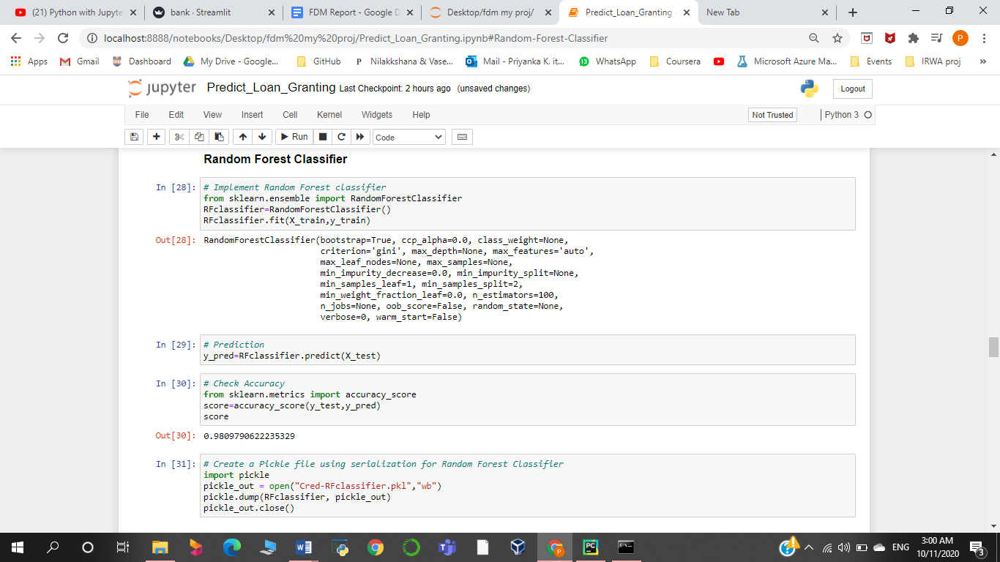 (21) Python with Jupyte
bank · Streamlit
FDM Report - Google D
Desktop/fdm my proj/
Predict_Loan_Granting
New Tab
localhost:8888/notebooks/Desktop/fdm%20my%20proj/Predict_Loan_Granting.ipynb#Random-Forest-Classifier
P
Apps
Gmail
Dashboard
My Drive - Google...
GitHub
P Nilakkshana & Vase...
Mail - Priyanka K. it...
13 WhatsApp
Coursera
Microsoft Azure Ma...
Events
IRWA proj
»
jupyter Predict_Loan_Granting Last Checkpoint: 2 hours ago (unsaved changes)
Logout
File Edit View Insert Cell Kernel Widgets Help
Not Trusted
Python 3
Run
Code
Random Forest Classifier
In [28]: # Implement Random Forest classifier
from sklearn.ensemble import RandomForestClassifier
RFclassifier=RandomForestClassifier()
RFclassifier.fit(X_train,y_train)
Out[28]: RandomForestClassifier(bootstrap=True, ccp_alpha=0.0, class_weight=None,
criterion='gini', max_depth=None, max_features='auto',
max_leaf_nodes=None, max_samples=None,
min_impurity_decrease=0.0, min_impurity_split=None,
min_samples_leaf=1, min_samples_split=2,
min_weight_fraction_leaf=0.0, n_estimators=100,
n_jobs=None, oob_score=False, random_state=None,
verbose=0, warm_start=False)
In [29]: # Prediction
y_pred=RFclassifier.predict(X_test)
In [30]: # Check Accuracy
from sklearn.metrics import accuracy_score
score=accuracy_score(y_test,y_pred)
score
Out[30]: 0.9809790622235329
In [31]: # Create a Pickle file using serialization for Random Forest Classifier
import pickle
pickle_out = open("Cred-RFclassifier.pkl","wb")
pickle.dump(RFclassifier, pickle_out)
pickle_out.close()
ENG
3:00 AM
10/11/2020
3